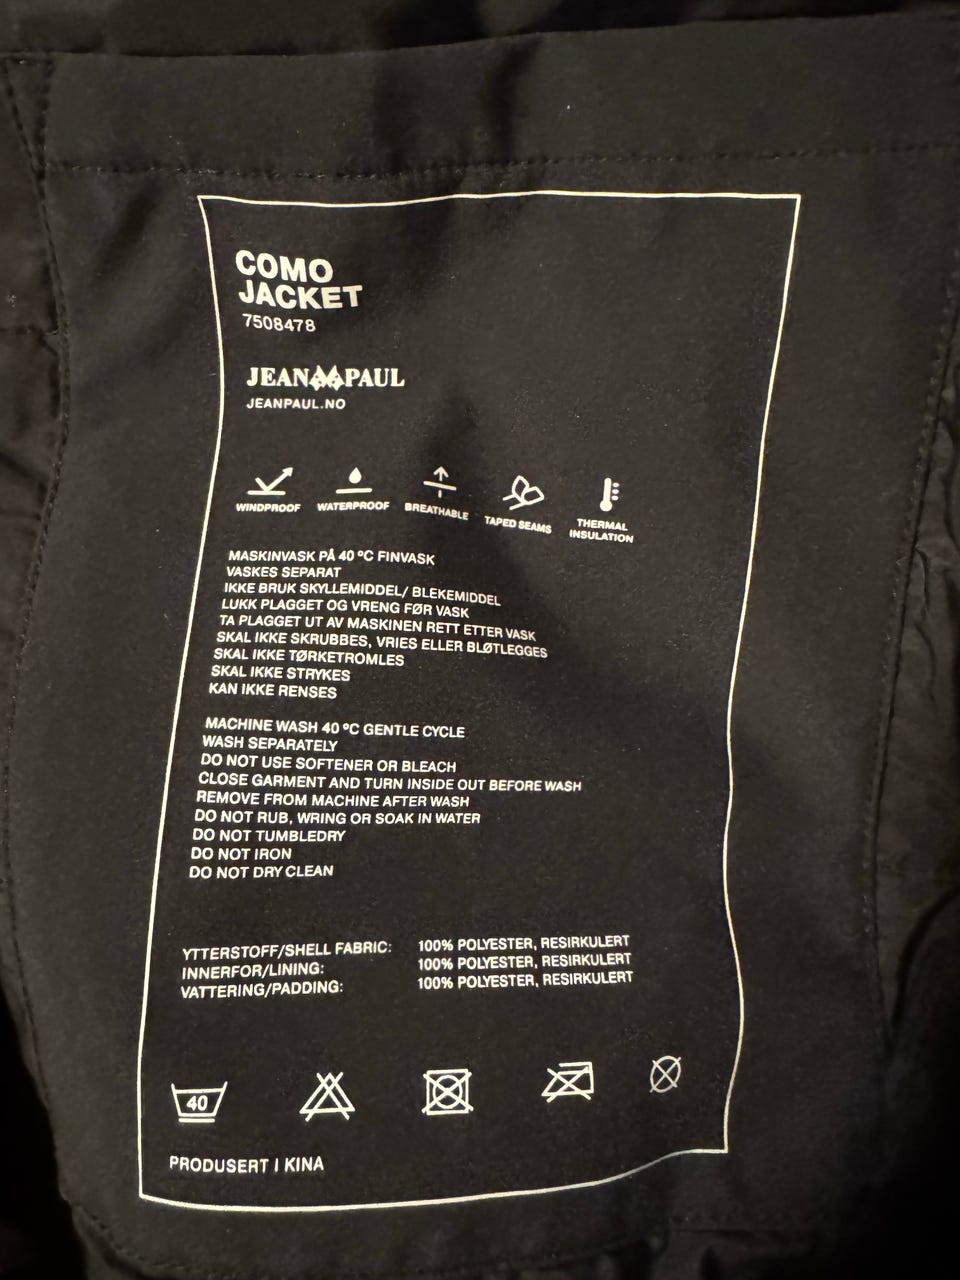 COMO
JACKET
7508478
JEAN PAUL
JEANPAUL.NO
WINDPROOF
WATERPROOF
BREATHABLE
TAPED SEAMS
THERMAL
INSULATION
MASKINVASK PÅ 40 ºC FINVASK
VASKES SEPARAT
IKKE BRUK SKYLLEMIDDEL/ BLEKEMIDDEL
LUKK PLAGGET OG VRENG FØR VASK
TA PLAGGET UT AV MASKINEN RETT ETTER VASK
SKAL IKKE SKRUBBES, VRIES ELLER BLØTLEGGES
SKAL IKKE TØRKETROMLES
SKAL IKKE STRYKES
KAN IKKE RENSES
MACHINE WASH 40 ºC GENTLE CYCLE
WASH SEPARATELY
DO NOT USE SOFTENER OR BLEACH
CLOSE GARMENT AND TURN INSIDE OUT BEFORE WASH
REMOVE FROM MACHINE AFTER WASH
DO NOT RUB, WRING OR SOAK IN WATER
DO NOT TUMBLEDRY
DO NOT IRON
DO NOT DRY CLEAN
YTTERSTOFF/SHELL FABRIC: 100% POLYESTER, RESIRKULERT
INNERFOR/LINING: 100% POLYESTER, RESIRKULERT
VATTERING/PADDING: 100% POLYESTER, RESIRKULERT
40
PRODUSERT I KINA